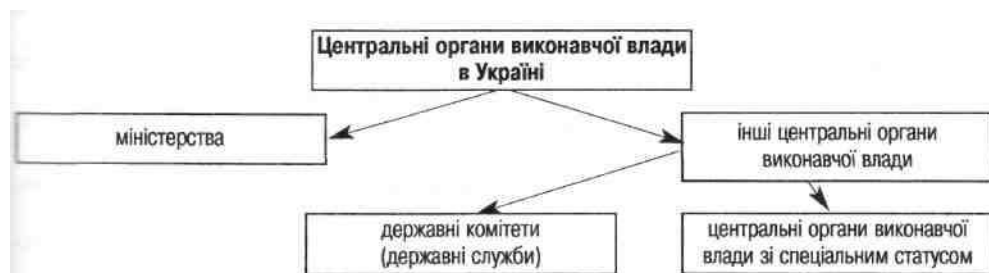 Центральні органи виконавчої влади
в Україні
міністерства
інші центральні органи
виконавчої влади
державні комітети
(державні служби)
центральні органи виконавчої
влади зі спеціальним статусом